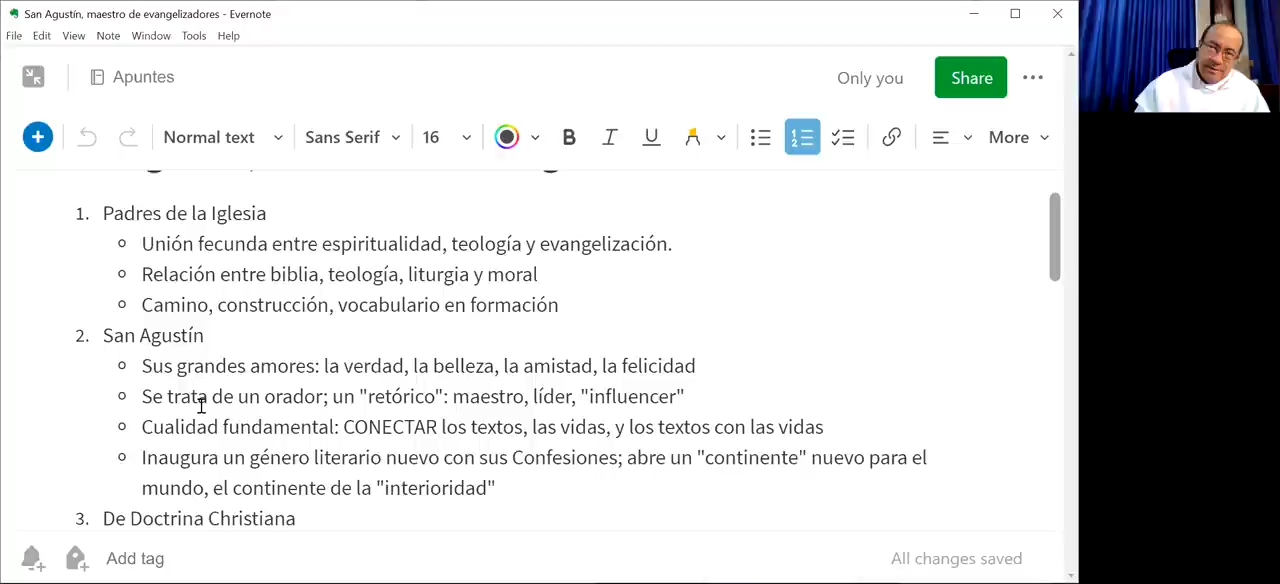 San Agustín, maestro de evangelizadores - Evernote
File Edit View Note Window Tools Help
Apuntes Only you Share
Normal text Sans Serif 16 B I U More
1. Padres de la Iglesia
Unión fecunda entre espiritualidad, teología y evangelización.
Relación entre biblia, teología, liturgia y moral
Camino, construcción, vocabulario en formación
2. San Agustín
Sus grandes amores: la verdad, la belleza, la amistad, la felicidad
Se trata de un orador; un "retórico": maestro, líder, "influencer"
Cualidad fundamental: CONECTAR los textos, las vidas, y los textos con las vidas
Inaugura un género literario nuevo con sus Confesiones; abre un "continente" nuevo para el
mundo, el continente de la "interioridad"
3. De Doctrina Christiana
Add tag All changes saved